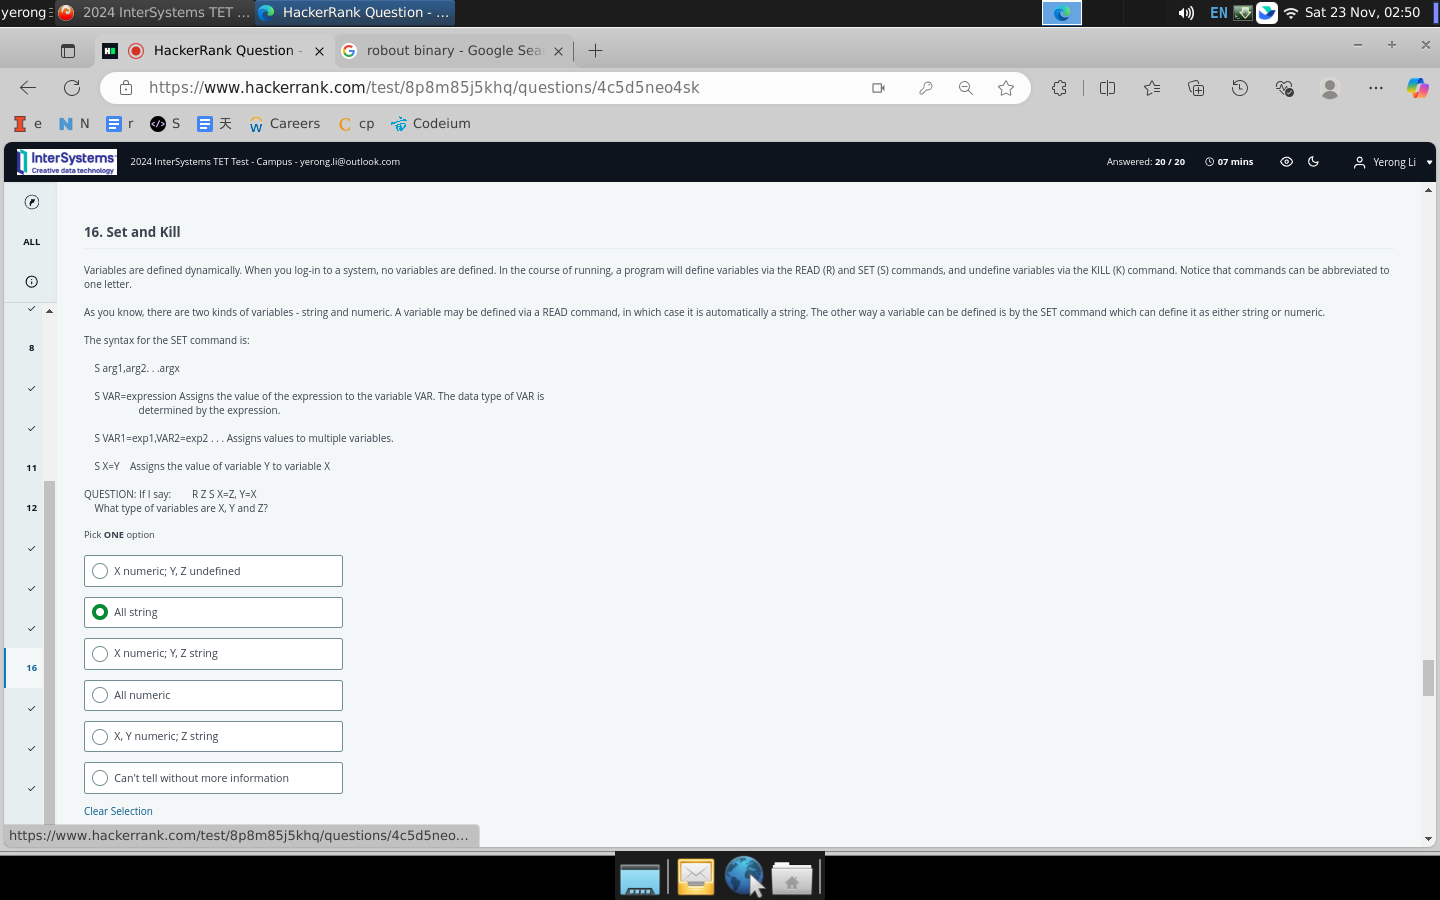 yerong
2024 InterSystems TET ...
HackerRank Question - ...
EN
Sat 23 Nov, 02:50
HackerRank Question -
robout binary - Google Sea
https://www.hackerrank.com/test/8p8m85j5khq/questions/4c5d5neo4sk
e
N
r
S
天
Careers
cp
Codeium
InterSystems
Creative data technology
2024 InterSystems TET Test - Campus - yerong.li@outlook.com
Answered: 20 / 20
07 mins
Yerong Li
ALL
8
11
12
16
16. Set and Kill
Variables are defined dynamically. When you log-in to a system, no variables are defined. In the course of running, a program will define variables via the READ (R) and SET (S) commands, and undefine variables via the KILL (K) command. Notice that commands can be abbreviated to
one letter.
As you know, there are two kinds of variables - string and numeric. A variable may be defined via a READ command, in which case it is automatically a string. The other way a variable can be defined is by the SET command which can define it as either string or numeric.
The syntax for the SET command is:
S arg1,arg2. . .argx
S VAR=expression Assigns the value of the expression to the variable VAR. The data type of VAR is
determined by the expression.
S VAR1=exp1,VAR2=exp2 . . . Assigns values to multiple variables.
S X=Y Assigns the value of variable Y to variable X
QUESTION: If I say: R Z S X=Z, Y=X
What type of variables are X, Y and Z?
Pick ONE option
X numeric; Y, Z undefined
All string
X numeric; Y, Z string
All numeric
X, Y numeric; Z string
Can't tell without more information
Clear Selection
https://www.hackerrank.com/test/8p8m85j5khq/questions/4c5d5neo...